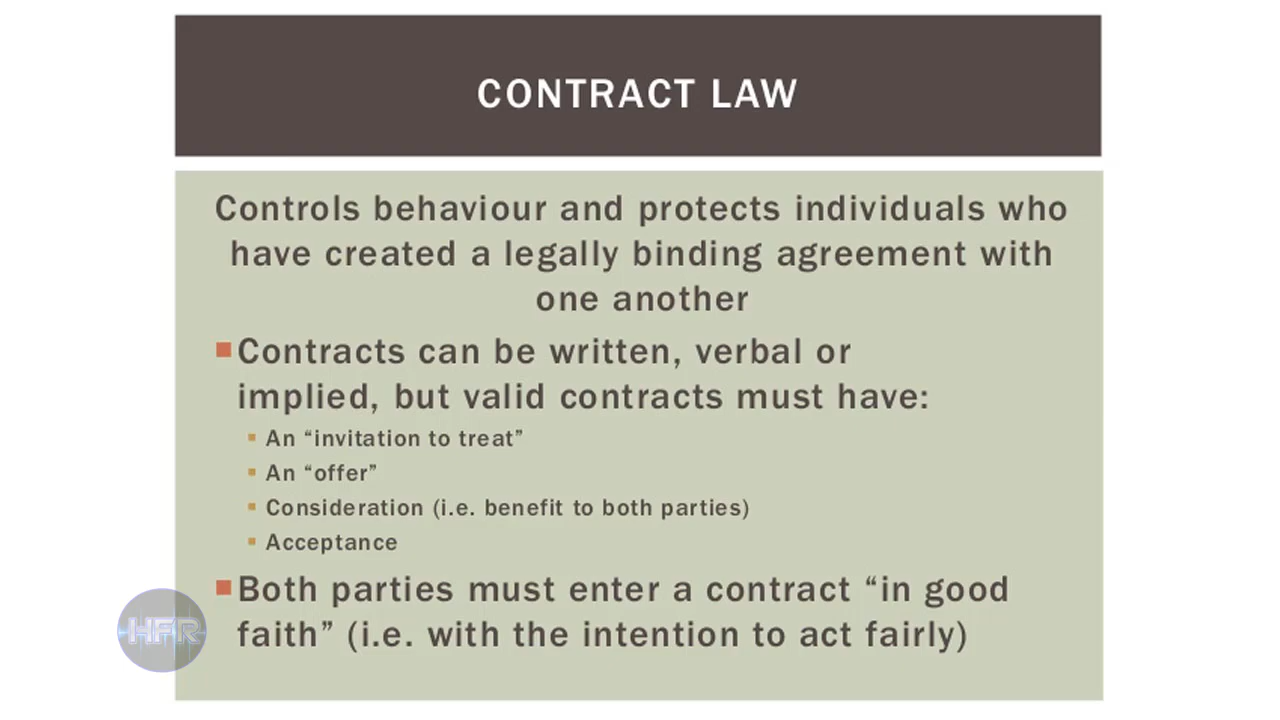 CONTRACT LAW
Controls behaviour and protects individuals who
have created a legally binding agreement with
one another
Contracts can be written, verbal or
implied, but valid contracts must have:
An “invitation to treat”
An “offer”
Consideration (i.e. benefit to both parties)
Acceptance
Both parties must enter a contract “in good
faith” (i.e. with the intention to act fairly)
HFR